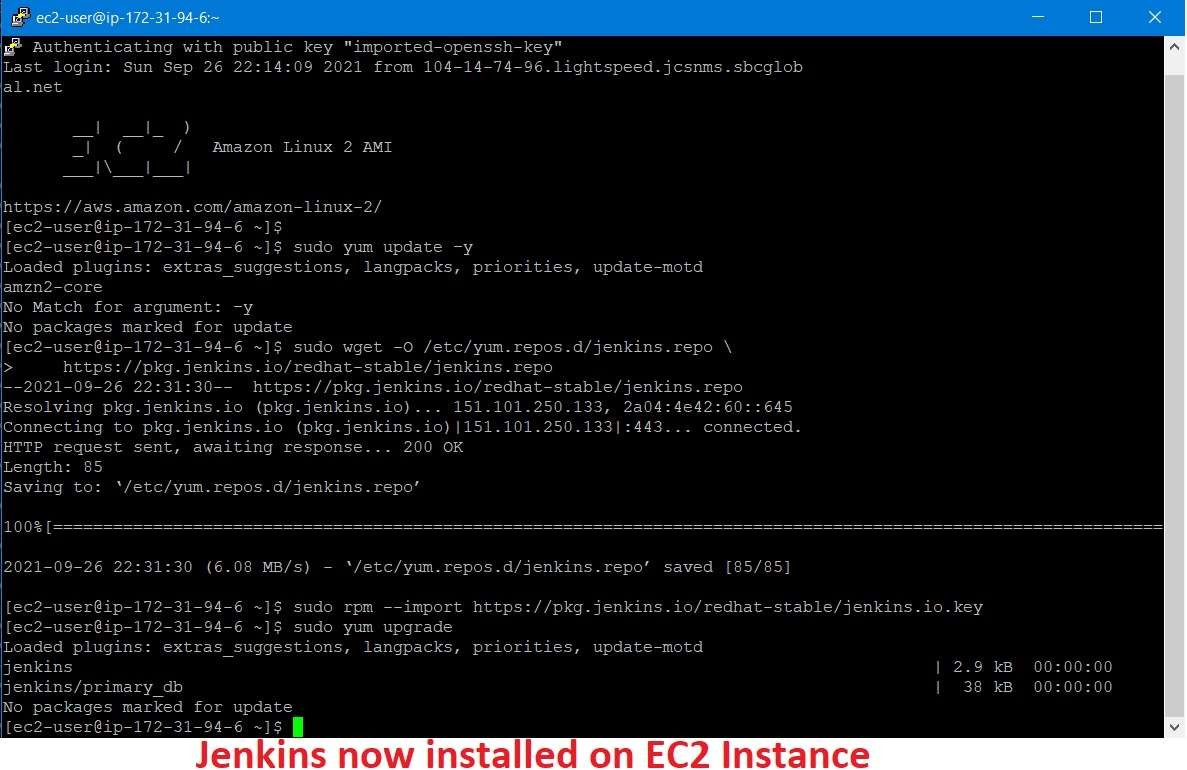 ec2-user@ip-172-31-94-6:~
Authenticating with public key "imported-openssh-key"
Last login: Sun Sep 26 22:14:09 2021 from 104-14-74-96.lightspeed.jcsnms.sbcglob
al.net
       __|  __|_  )
       _|  (     /   Amazon Linux 2 AMI
      ___|\___|___|
https://aws.amazon.com/amazon-linux-2/
[ec2-user@ip-172-31-94-6 ~]$
[ec2-user@ip-172-31-94-6 ~]$ sudo yum update –y
Loaded plugins: extras_suggestions, langpacks, priorities, update-motd
amzn2-core
No Match for argument: –y
No packages marked for update
[ec2-user@ip-172-31-94-6 ~]$ sudo wget -O /etc/yum.repos.d/jenkins.repo \
>     https://pkg.jenkins.io/redhat-stable/jenkins.repo
--2021-09-26 22:31:30--  https://pkg.jenkins.io/redhat-stable/jenkins.repo
Resolving pkg.jenkins.io (pkg.jenkins.io)... 151.101.250.133, 2a04:4e42:60::645
Connecting to pkg.jenkins.io (pkg.jenkins.io)|151.101.250.133|:443... connected.
HTTP request sent, awaiting response... 200 OK
Length: 85
Saving to: ‘/etc/yum.repos.d/jenkins.repo’
100%[===============================================================================================================
2021-09-26 22:31:30 (6.08 MB/s) - ‘/etc/yum.repos.d/jenkins.repo’ saved [85/85]
[ec2-user@ip-172-31-94-6 ~]$ sudo rpm --import https://pkg.jenkins.io/redhat-stable/jenkins.io.key
[ec2-user@ip-172-31-94-6 ~]$ sudo yum upgrade
Loaded plugins: extras_suggestions, langpacks, priorities, update-motd
jenkins | 2.9 kB  00:00:00
jenkins/primary_db |  38 kB  00:00:00
No packages marked for update
[ec2-user@ip-172-31-94-6 ~]$
Jenkins now installed on EC2 Instance